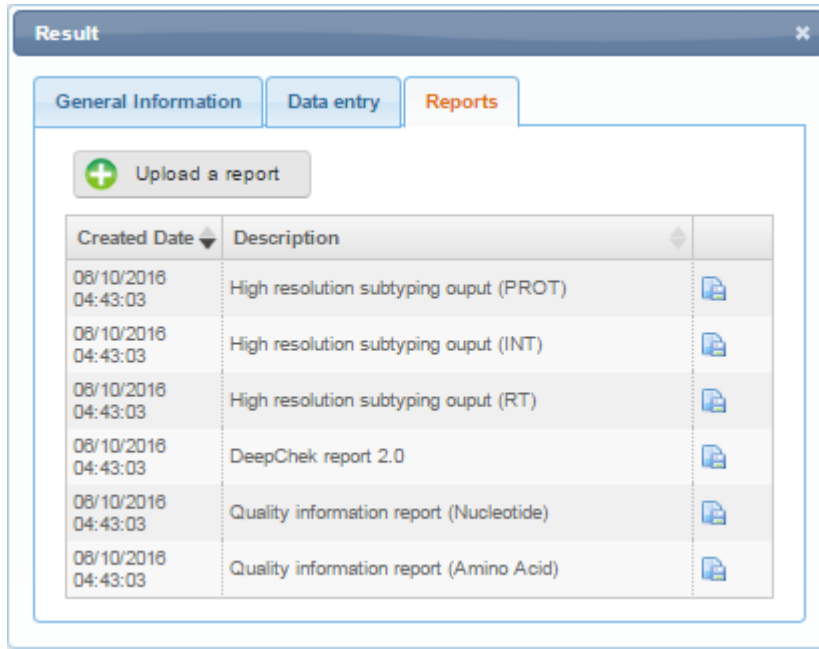 Result
General Information Data entry Reports
Upload a report
Created Date Description
06/10/2016
04:43:03
High resolution subtyping ouput (PROT)
06/10/2016
04:43:03
High resolution subtyping ouput (INT)
06/10/2016
04:43:03
High resolution subtyping ouput (RT)
06/10/2016
04:43:03
DeepChek report 2.0
06/10/2016
04:43:03
Quality information report (Nucleotide)
06/10/2016
04:43:03
Quality information report (Amino Acid)